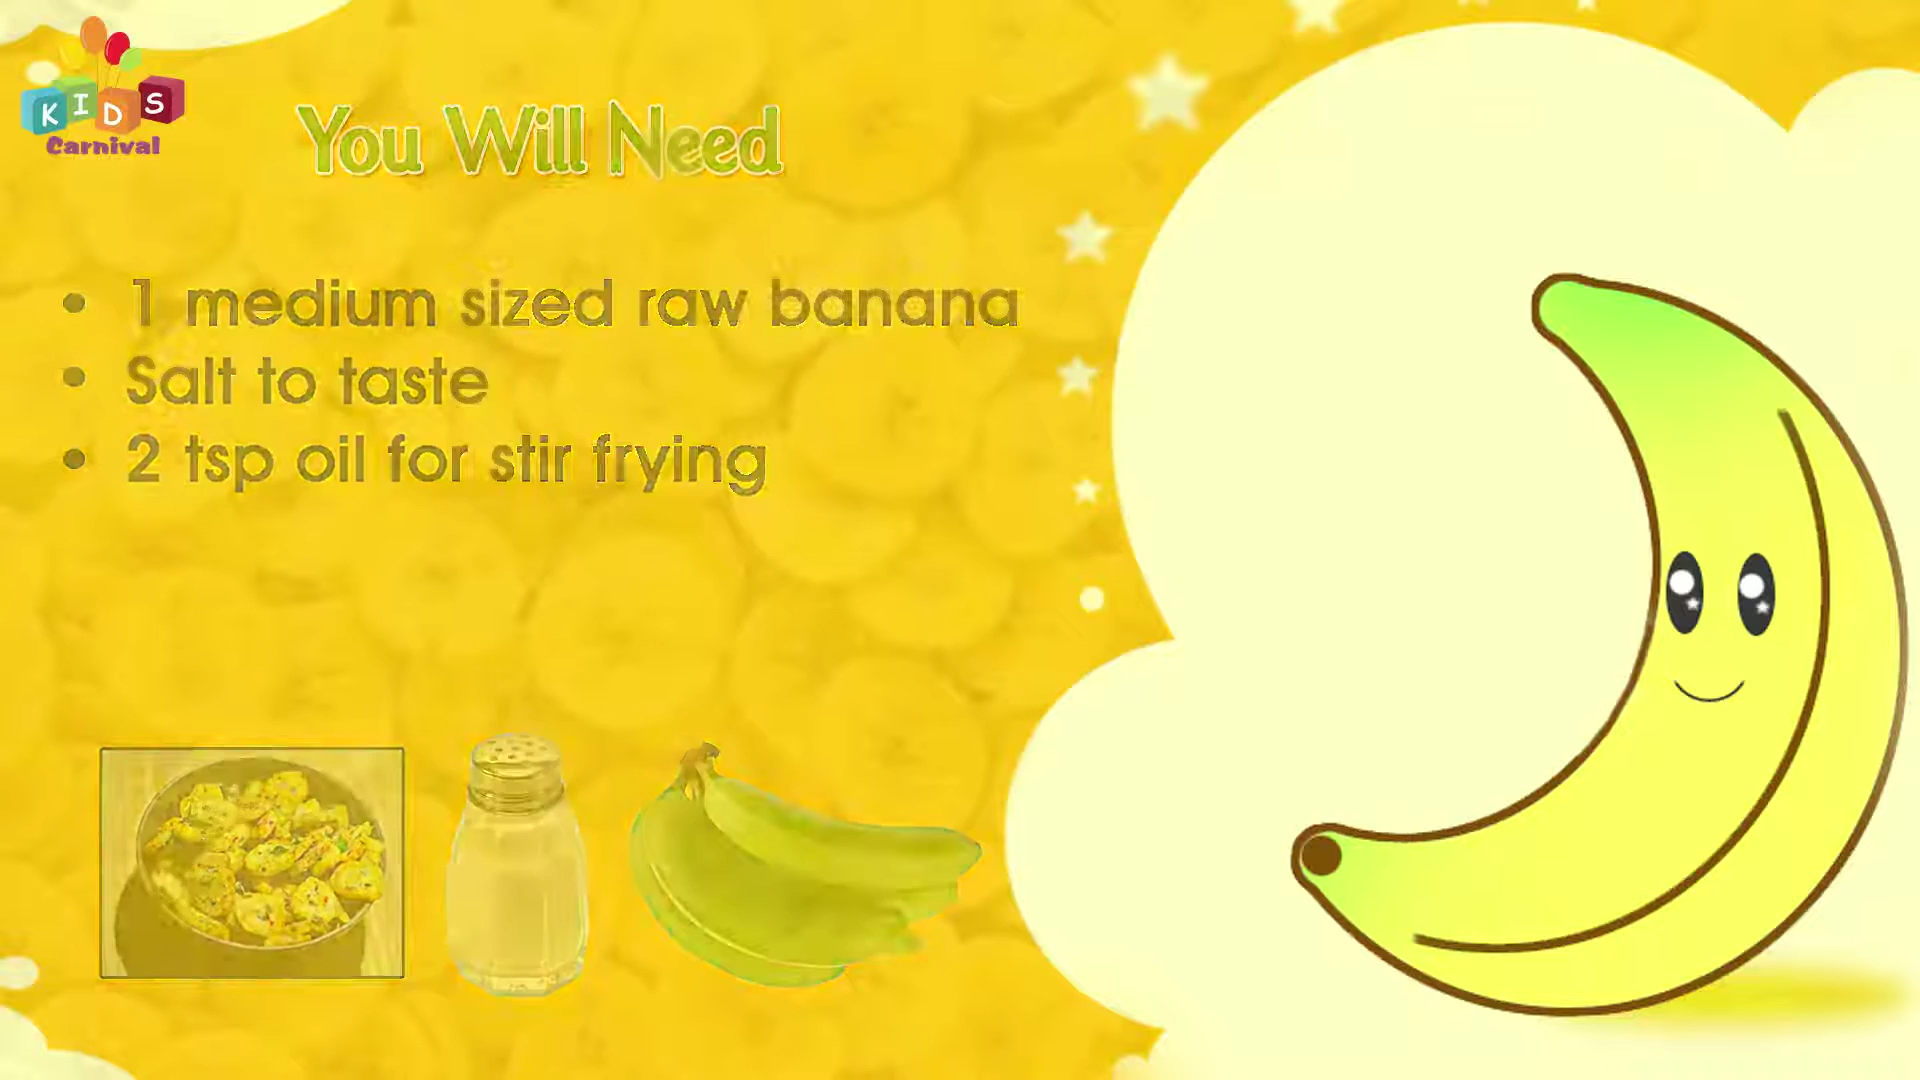 KIDS
Carnival
You Will Need
• 1 medium sized raw banana
• Salt to taste
• 2 tsp oil for stir frying